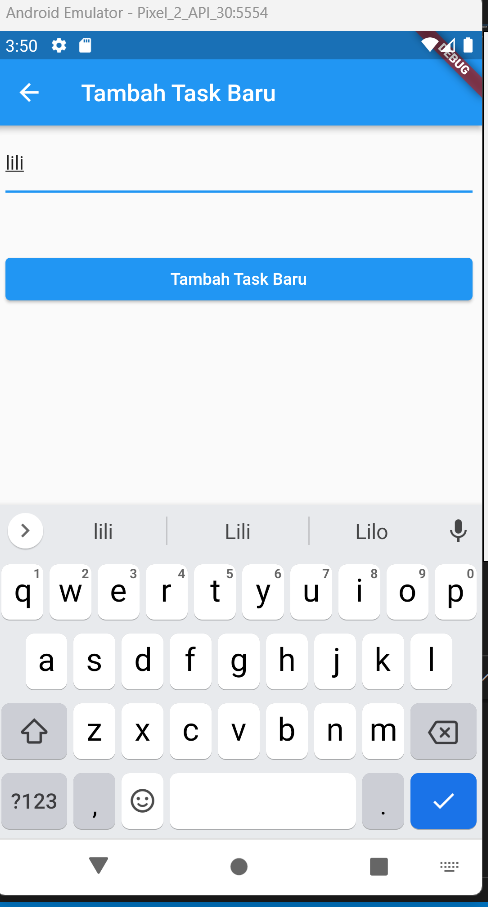 Android Emulator - Pixel_2_API_30:5554
3:50
DEBUG
Tambah Task Baru
lili
Tambah Task Baru
lili Lili Lilo
1 2 3 4 5 6 7 8 9 0
q w e r t y u i o p
a s d f g h j k l
z x c v b n m
?123 , .